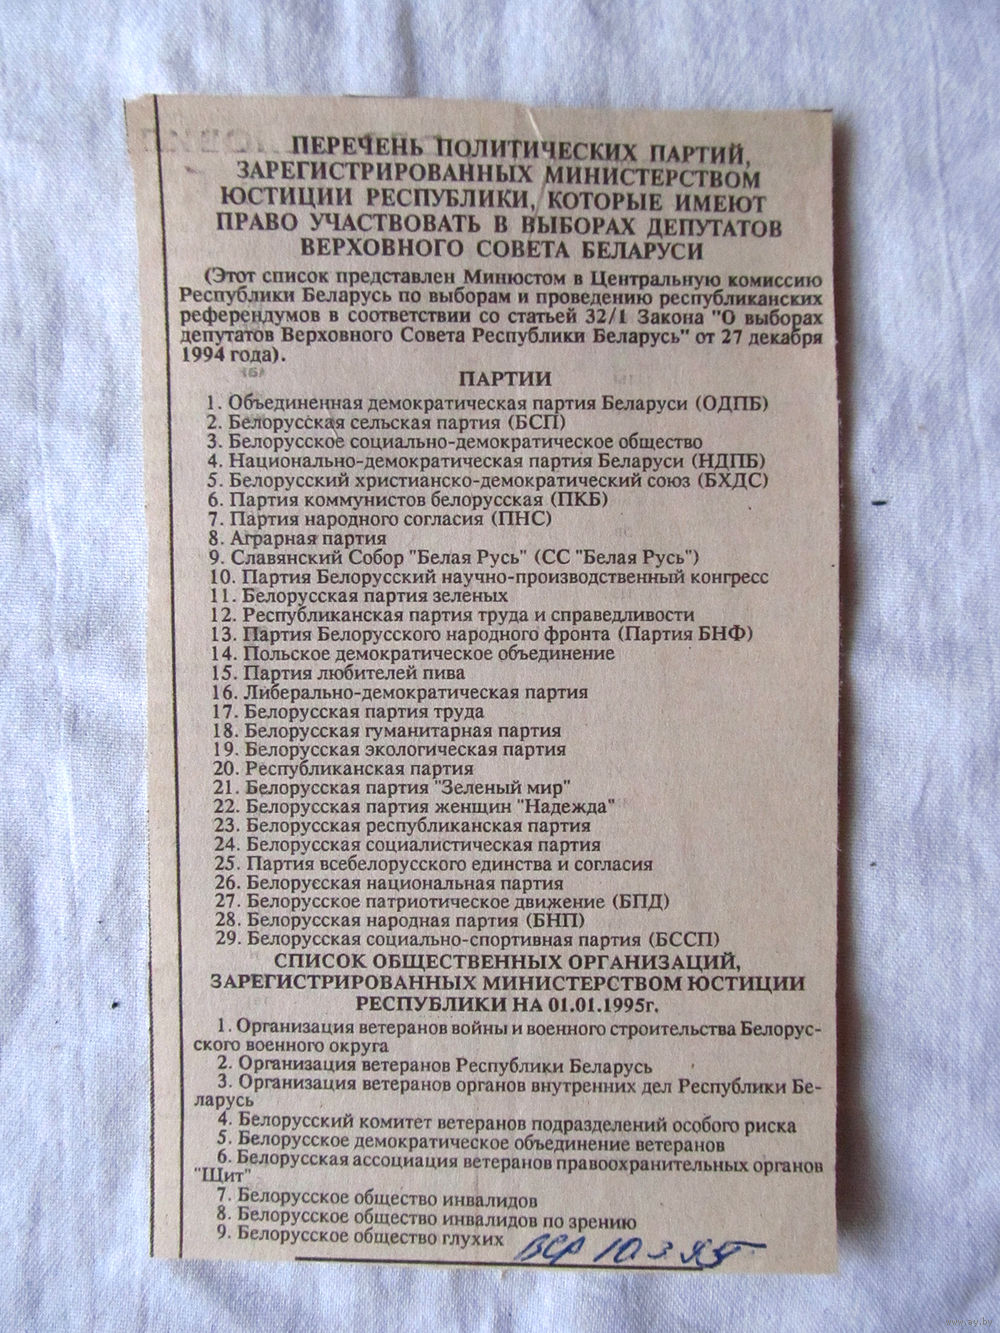 ПЕРЕЧЕНЬ ПОЛИТИЧЕСКИХ ПАРТИЙ,
ЗАРЕГИСТРИРОВАННЫХ МИНИСТЕРСТВОМ
ЮСТИЦИИ РЕСПУБЛИКИ, КОТОРЫЕ ИМЕЮТ
ПРАВО УЧАСТВОВАТЬ В ВЫБОРАХ ДЕПУТАТОВ
ВЕРХОВНОГО СОВЕТА БЕЛАРУСИ
(Этот список представлен Минюстом в Центральную комиссию
Республики Беларусь по выборам и проведению республиканских
референдумов в соответствии со статьей 32/1 Закона "О выборах
депутатов Верховного Совета Республики Беларусь" от 27 декабря
1994 года).
ПАРТИИ
1. Объединенная демократическая партия Беларуси (ОДПБ)
2. Белорусская сельская партия (БСП)
3. Белорусское социально-демократическое общество
4. Национально-демократическая партия Беларуси (НДПБ)
5. Белорусский христианско-демократический союз (БХДС)
6. Партия коммунистов белорусская (ПКБ)
7. Партия народного согласия (ПНС)
8. Аграрная партия
9. Славянский Собор "Белая Русь" (СС "Белая Русь")
10. Партия Белорусский научно-производственный конгресс
11. Белорусская партия зеленых
12. Республиканская партия труда и справедливости
13. Партия Белорусского народного фронта (Партия БНФ)
14. Польское демократическое объединение
15. Партия любителей пива
16. Либерально-демократическая партия
17. Белорусская партия труда
18. Белорусская гуманитарная партия
19. Белорусская экологическая партия
20. Республиканская партия
21. Белорусская партия "Зеленый мир"
22. Белорусская партия женщин "Надежда"
23. Белорусская республиканская партия
24. Белорусская социалистическая партия
25. Партия всебелорусского единства и согласия
26. Белорусская национальная партия
27. Белорусское патриотическое движение (БПД)
28. Белорусская народная партия (БНП)
29. Белорусская социально-спортивная партия (БССП)
СПИСОК ОБЩЕСТВЕННЫХ ОРГАНИЗАЦИЙ,
ЗАРЕГИСТРИРОВАННЫХ МИНИСТЕРСТВОМ ЮСТИЦИИ
РЕСПУБЛИКИ НА 01.01.1995г.
1. Организация ветеранов войны и военного строительства Белорус-
ского военного округа
2. Организация ветеранов Республики Беларусь
3. Организация ветеранов органов внутренних дел Республики Бе-
ларусь
4. Белорусский комитет ветеранов подразделений особого риска
5. Белорусское демократическое объединение ветеранов
6. Белорусская ассоциация ветеранов правоохранительных органов
"Щит"
7. Белорусское общество инвалидов
8. Белорусское общество инвалидов по зрению
9. Белорусское общество глухих
10.3.95
www.ay.by